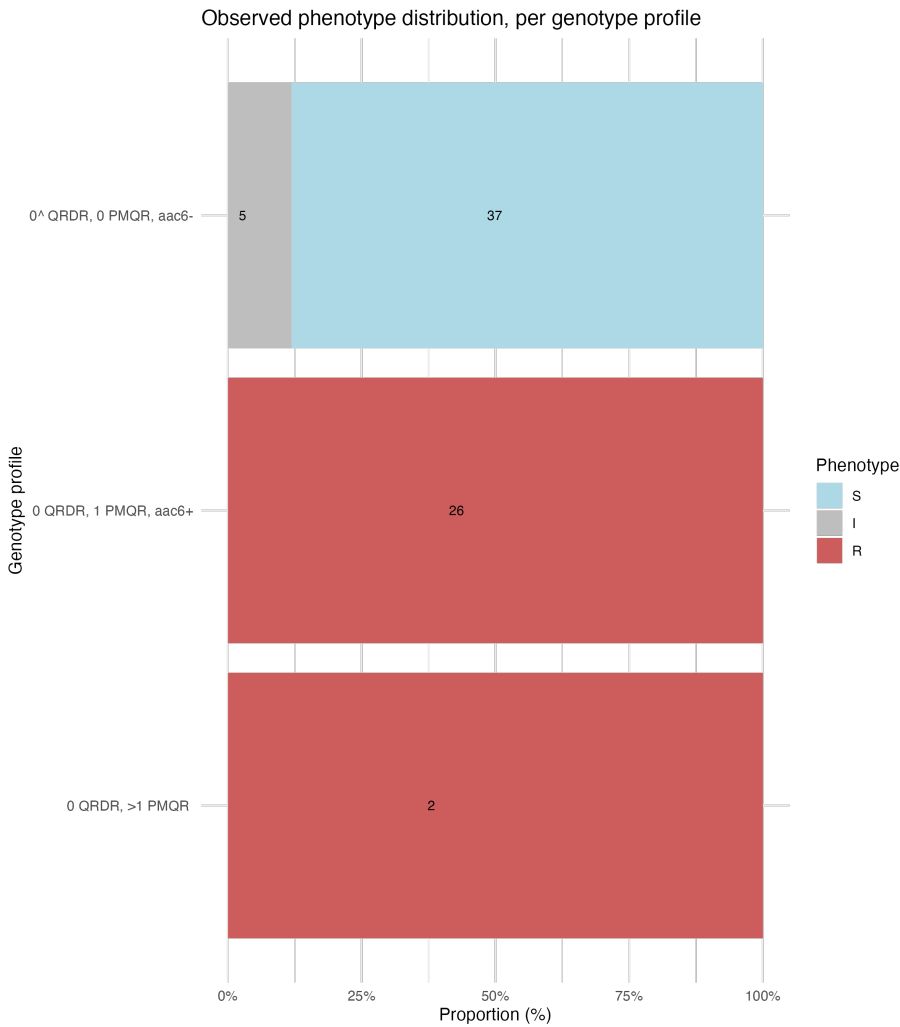 Observed phenotype distribution, per genotype profile
0^ QRDR, 0 PMQR, aac6-
5
37
0 QRDR, 1 PMQR, aac6+
26
0 QRDR, >1 PMQR
2
Genotype profile
0%
25%
50%
75%
100%
Proportion (%)
Phenotype
S
I
R